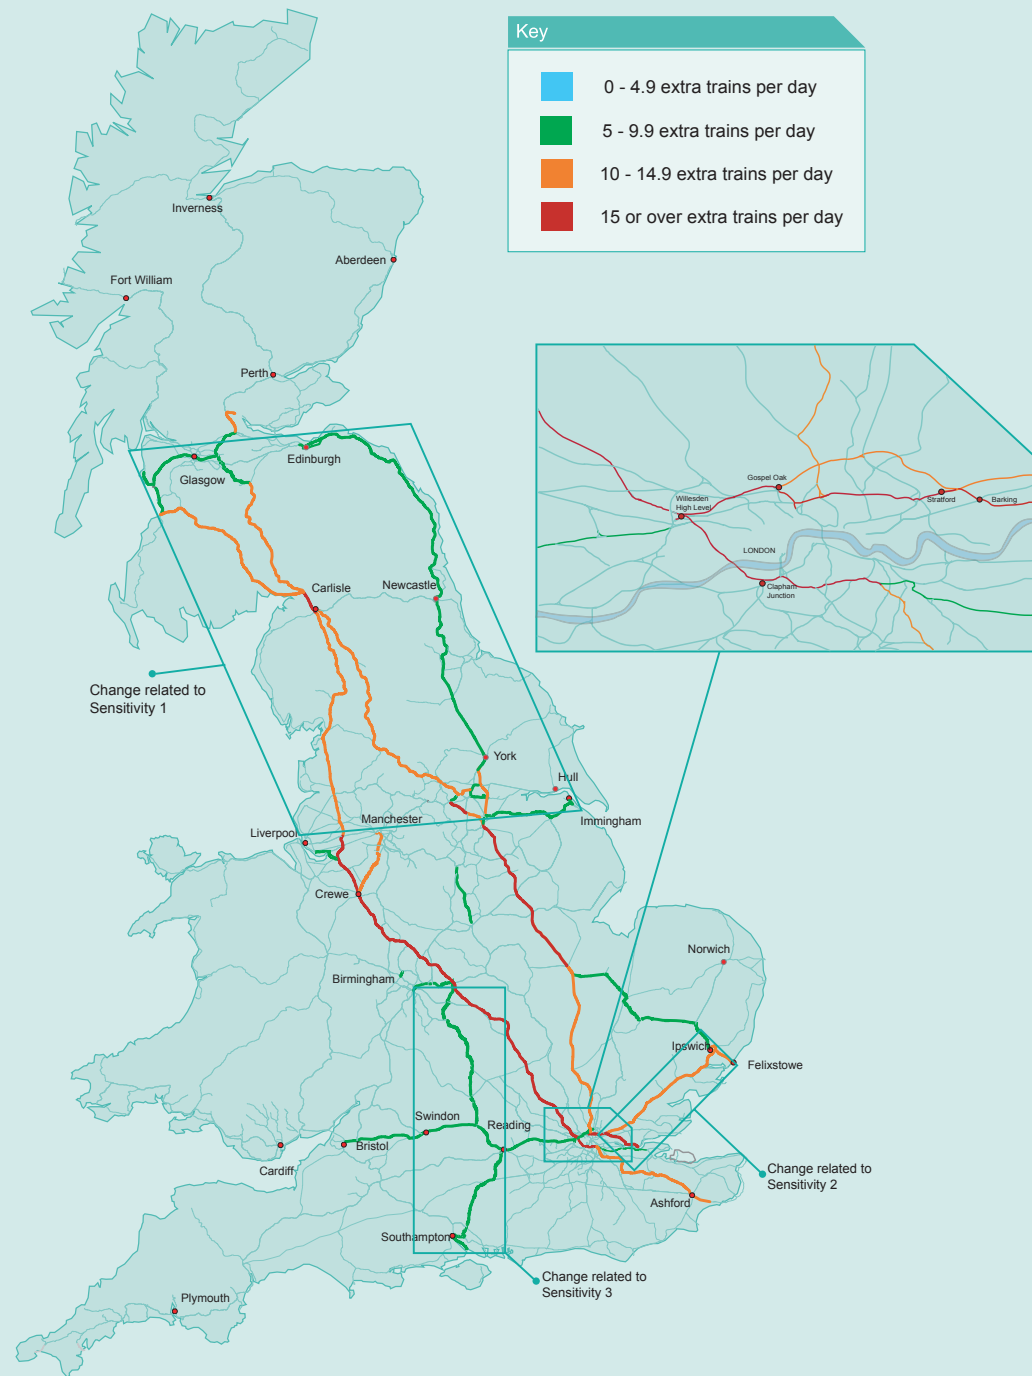 Key
0 - 4.9 extra trains per day
5 - 9.9 extra trains per day
10 - 14.9 extra trains per day
15 or over extra trains per day
Inverness
Aberdeen
Fort William
Perth
Edinburgh
Glasgow
Carlisle
Newcastle
Change related to
Sensitivity 1
York
Hull
Immingham
Manchester
Liverpool
Crewe
Norwich
Birmingham
Ipswich
Felixstowe
Swindon
Reading
Bristol
Cardiff
Change related to
Sensitivity 2
Ashford
Southampton
Change related to
Sensitivity 3
Plymouth
Gospel Oak
Willesden
High Level
Stratford
Barking
LONDON
Clapham
Junction